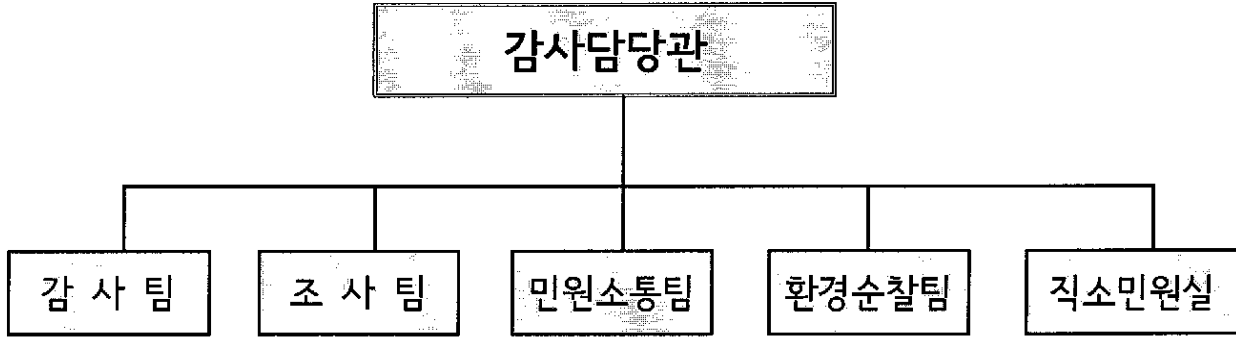 감사담당관
감 사 팀
조 사 팀
민원소통팀
환경순찰팀
직소민원실